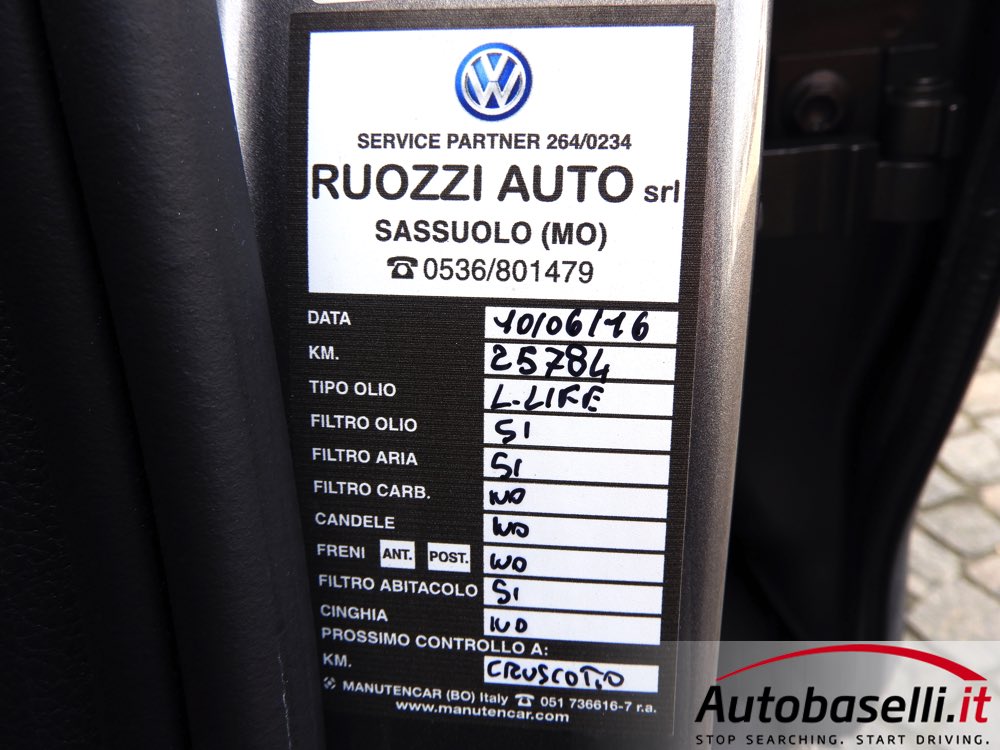 VW
SERVICE PARTNER 264/0234
RUOZZI AUTO srl
SASSUOLO (MO)
☎ 0536/801479
DATA 10/06/16
KM. 25784
TIPO OLIO L-LIFE
FILTRO OLIO SI
FILTRO ARIA SI
FILTRO CARB. NO
CANDELE NO
FRENI ANT. POST. NO
FILTRO ABITACOLO SI
CINGHIA NO
PROSSIMO CONTROLLO A:
KM. CRUSCOTTO
MANUTENCAR (BO) Italy ☎ 051 736616-7 r.a.
www.manutencar.com
Autobaselli.it
STOP SEARCHING. START DRIVING.